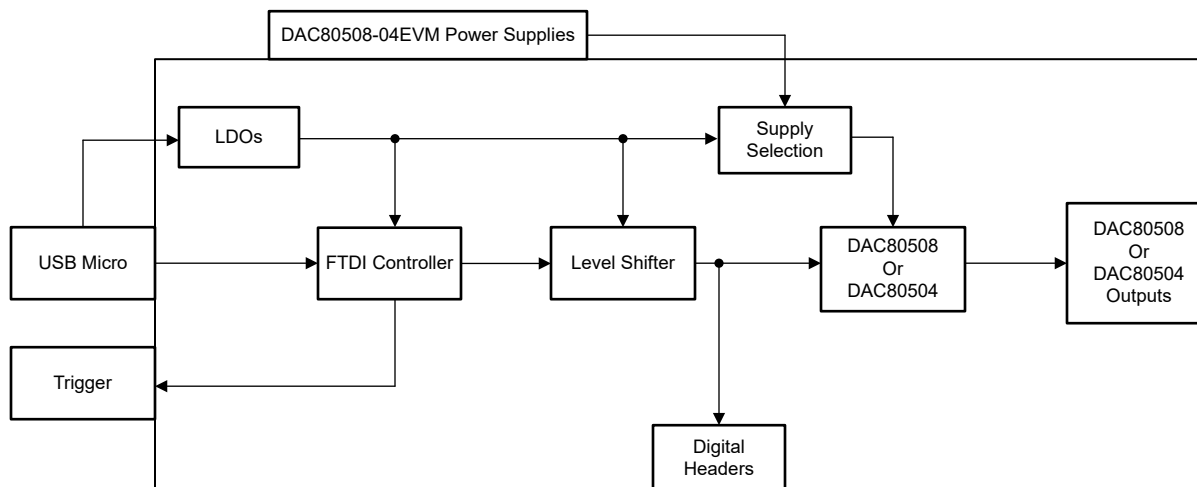 DAC80508-04EVM Power Supplies
LDOs
Supply
Selection
USB Micro
FTDI Controller
Level Shifter
DAC80508
Or
DAC80504
DAC80508
Or
DAC80504
Outputs
Trigger
Digital
Headers